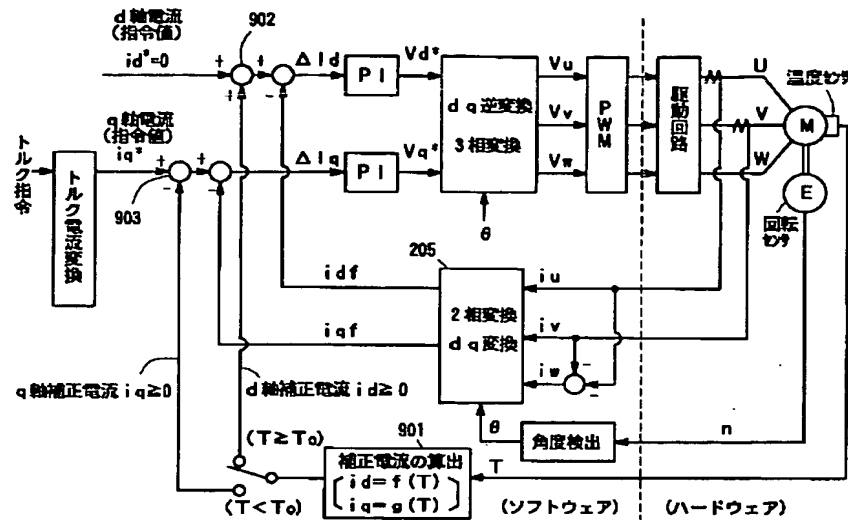 d軸電流
(指令値)
id*=0
902
ΔId
PI
Vd*
dq逆変換
3相変換
θ
Vu
Vv
Vw
PWM
駆動回路
U
V
W
M
温度センサ
E
回転
センサ
q軸電流
(指令値)
iq*
トルク指令
トルク電流変換
903
ΔIq
PI
Vq*
205
2相変換
dq変換
idf
iqf
iu
iv
iw
θ
角度検出
n
q軸補正電流iq≧0
d軸補正電流id≧0
901
補正電流の算出
id=f(T)
iq=g(T)
T
(T≧To)
(T<To)
(ソフトウェア)
(ハードウェア)